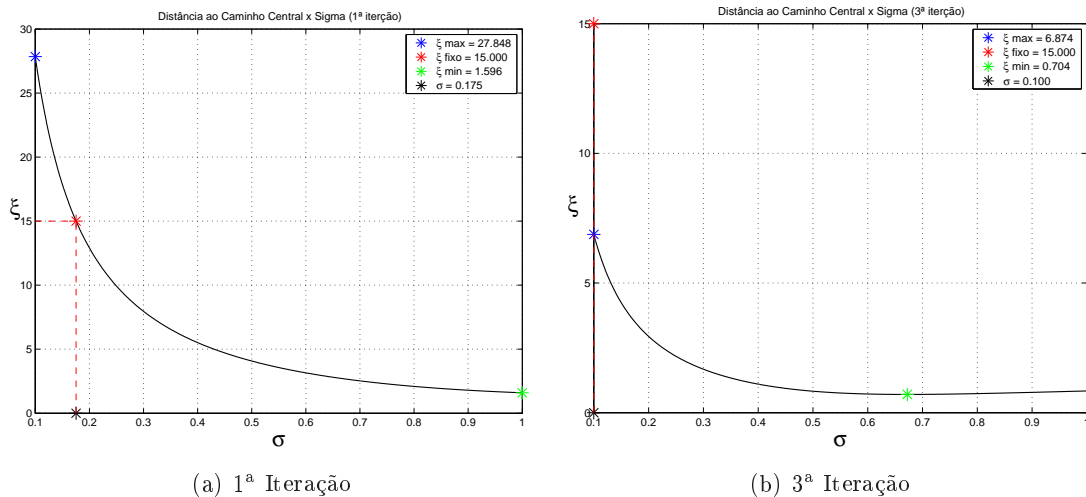 Distância ao Caminho Central x Sigma (1ª iterção)
30
25
20
15
10
5
0
ξ
ξ max = 27.848
ξ fixo = 15.000
ξ min = 1.596
σ = 0.175
0.1 0.2 0.3 0.4 0.5 0.6 0.7 0.8 0.9 1
σ
(a) 1ª Iteração
Distância ao Caminho Central x Sigma (3ª iterção)
15
10
5
0
ξ
ξ max = 6.874
ξ fixo = 15.000
ξ min = 0.704
σ = 0.100
0.1 0.2 0.3 0.4 0.5 0.6 0.7 0.8 0.9 1
σ
(b) 3ª Iteração